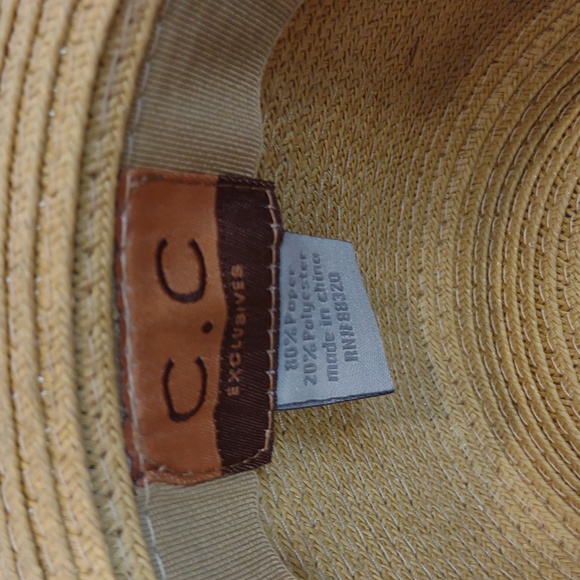 C.C
EXCLUSIVES
80%Paper
20%Polyester
made in china
RN#88320